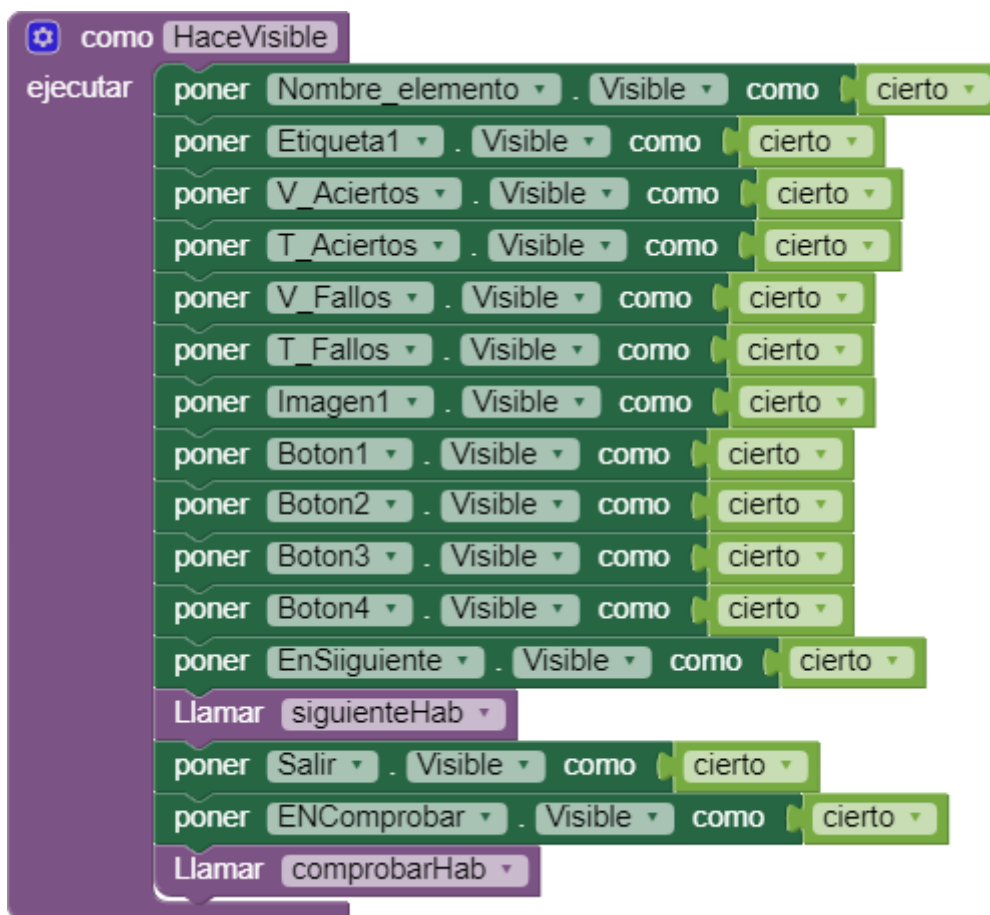 como HaceVisible
ejecutar poner Nombre_elemento . Visible como cierto
poner Etiqueta1 . Visible como cierto
poner V_Aciertos . Visible como cierto
poner T_Aciertos . Visible como cierto
poner V_Fallos . Visible como cierto
poner T_Fallos . Visible como cierto
poner Imagen1 . Visible como cierto
poner Boton1 . Visible como cierto
poner Boton2 . Visible como cierto
poner Boton3 . Visible como cierto
poner Boton4 . Visible como cierto
poner EnSiiguiente . Visible como cierto
Llamar siguienteHab
poner Salir . Visible como cierto
poner ENComprobar . Visible como cierto
Llamar comprobarHab